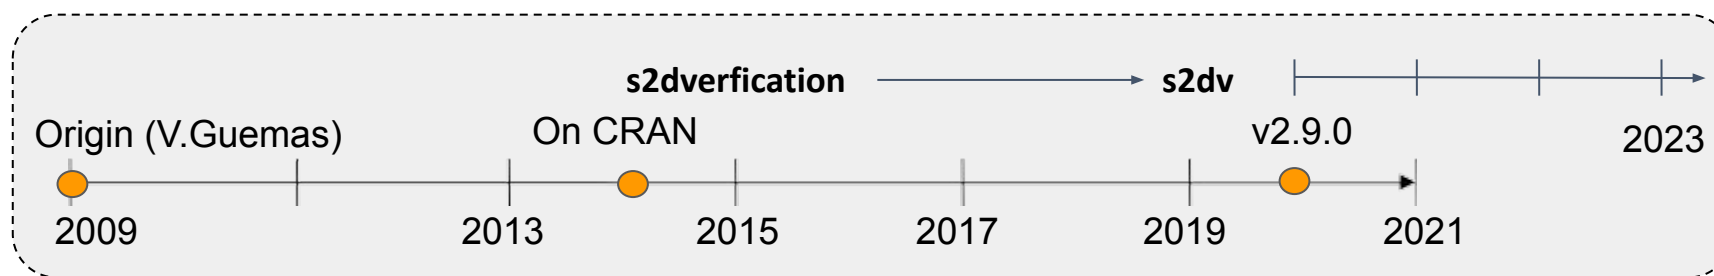 s2dverfication s2dv
Origin (V.Guemas) On CRAN v2.9.0 2023
2009 2013 2015 2017 2019 2021